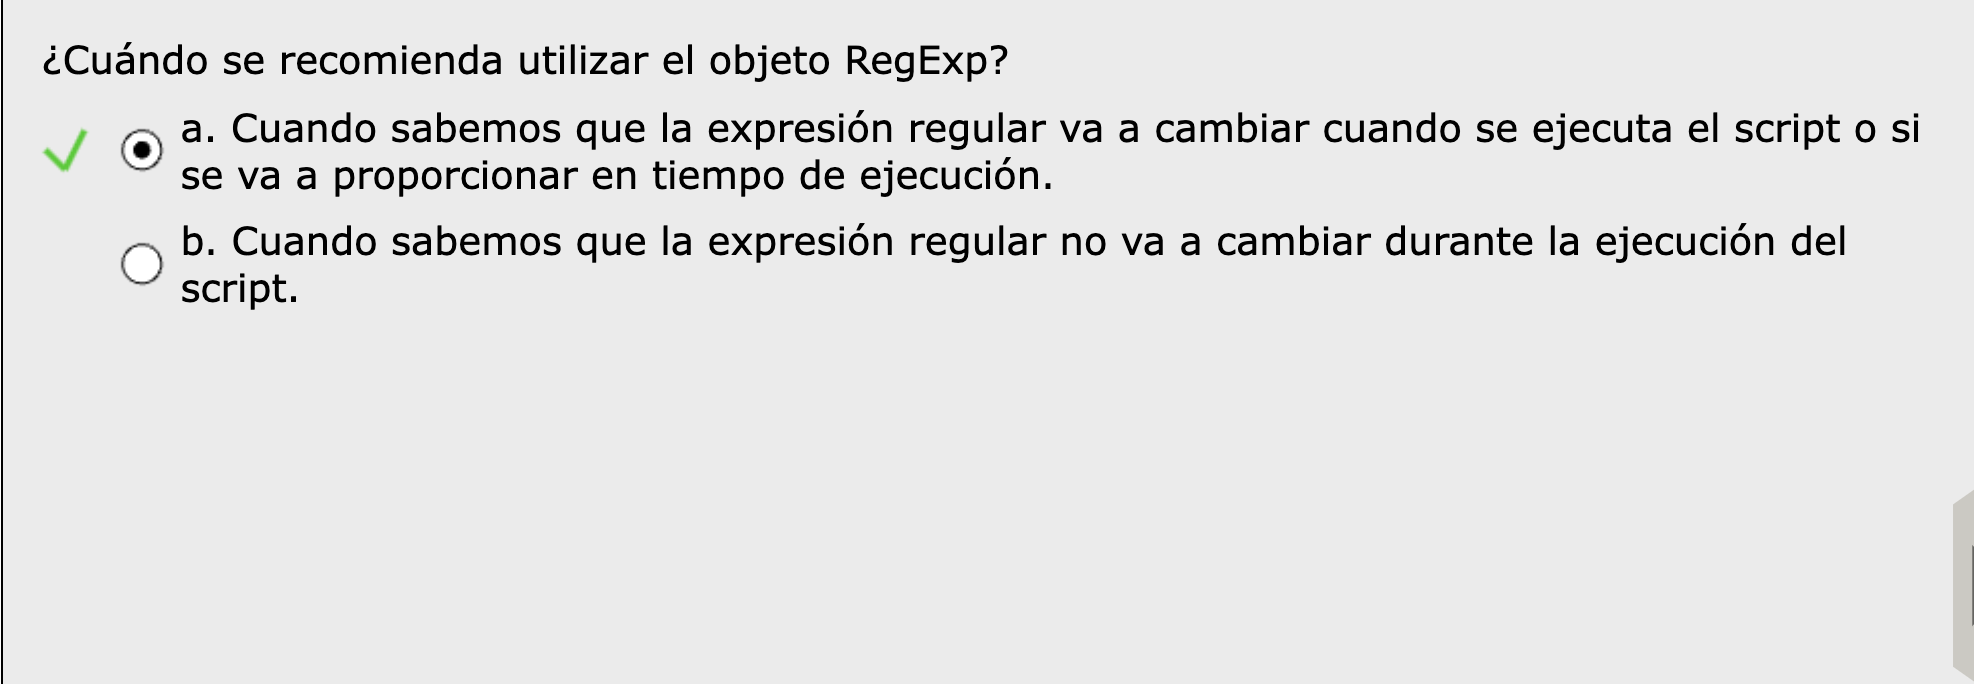 ¿Cuándo se recomienda utilizar el objeto RegExp?
a. Cuando sabemos que la expresión regular va a cambiar cuando se ejecuta el script o si
se va a proporcionar en tiempo de ejecución.
b. Cuando sabemos que la expresión regular no va a cambiar durante la ejecución del
script.